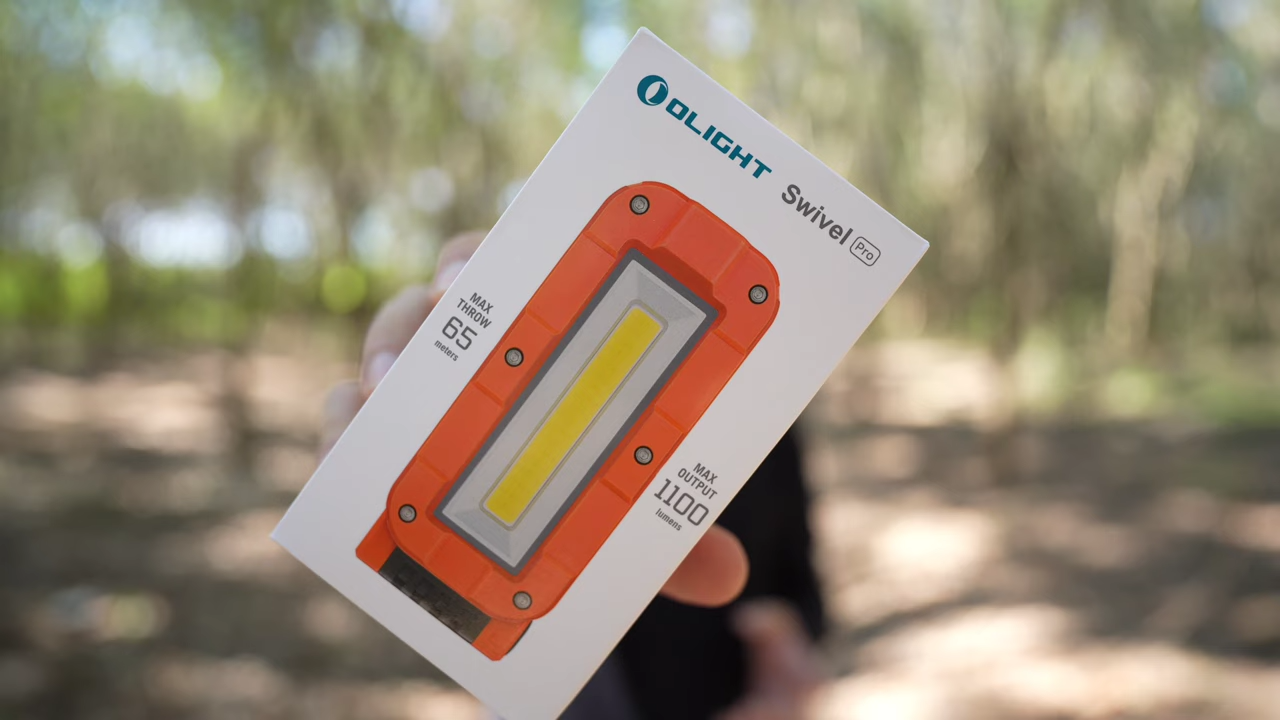 OLIGHT
Swivel Pro
MAX
THROW
65
meters
MAX
OUTPUT
1100
lumens